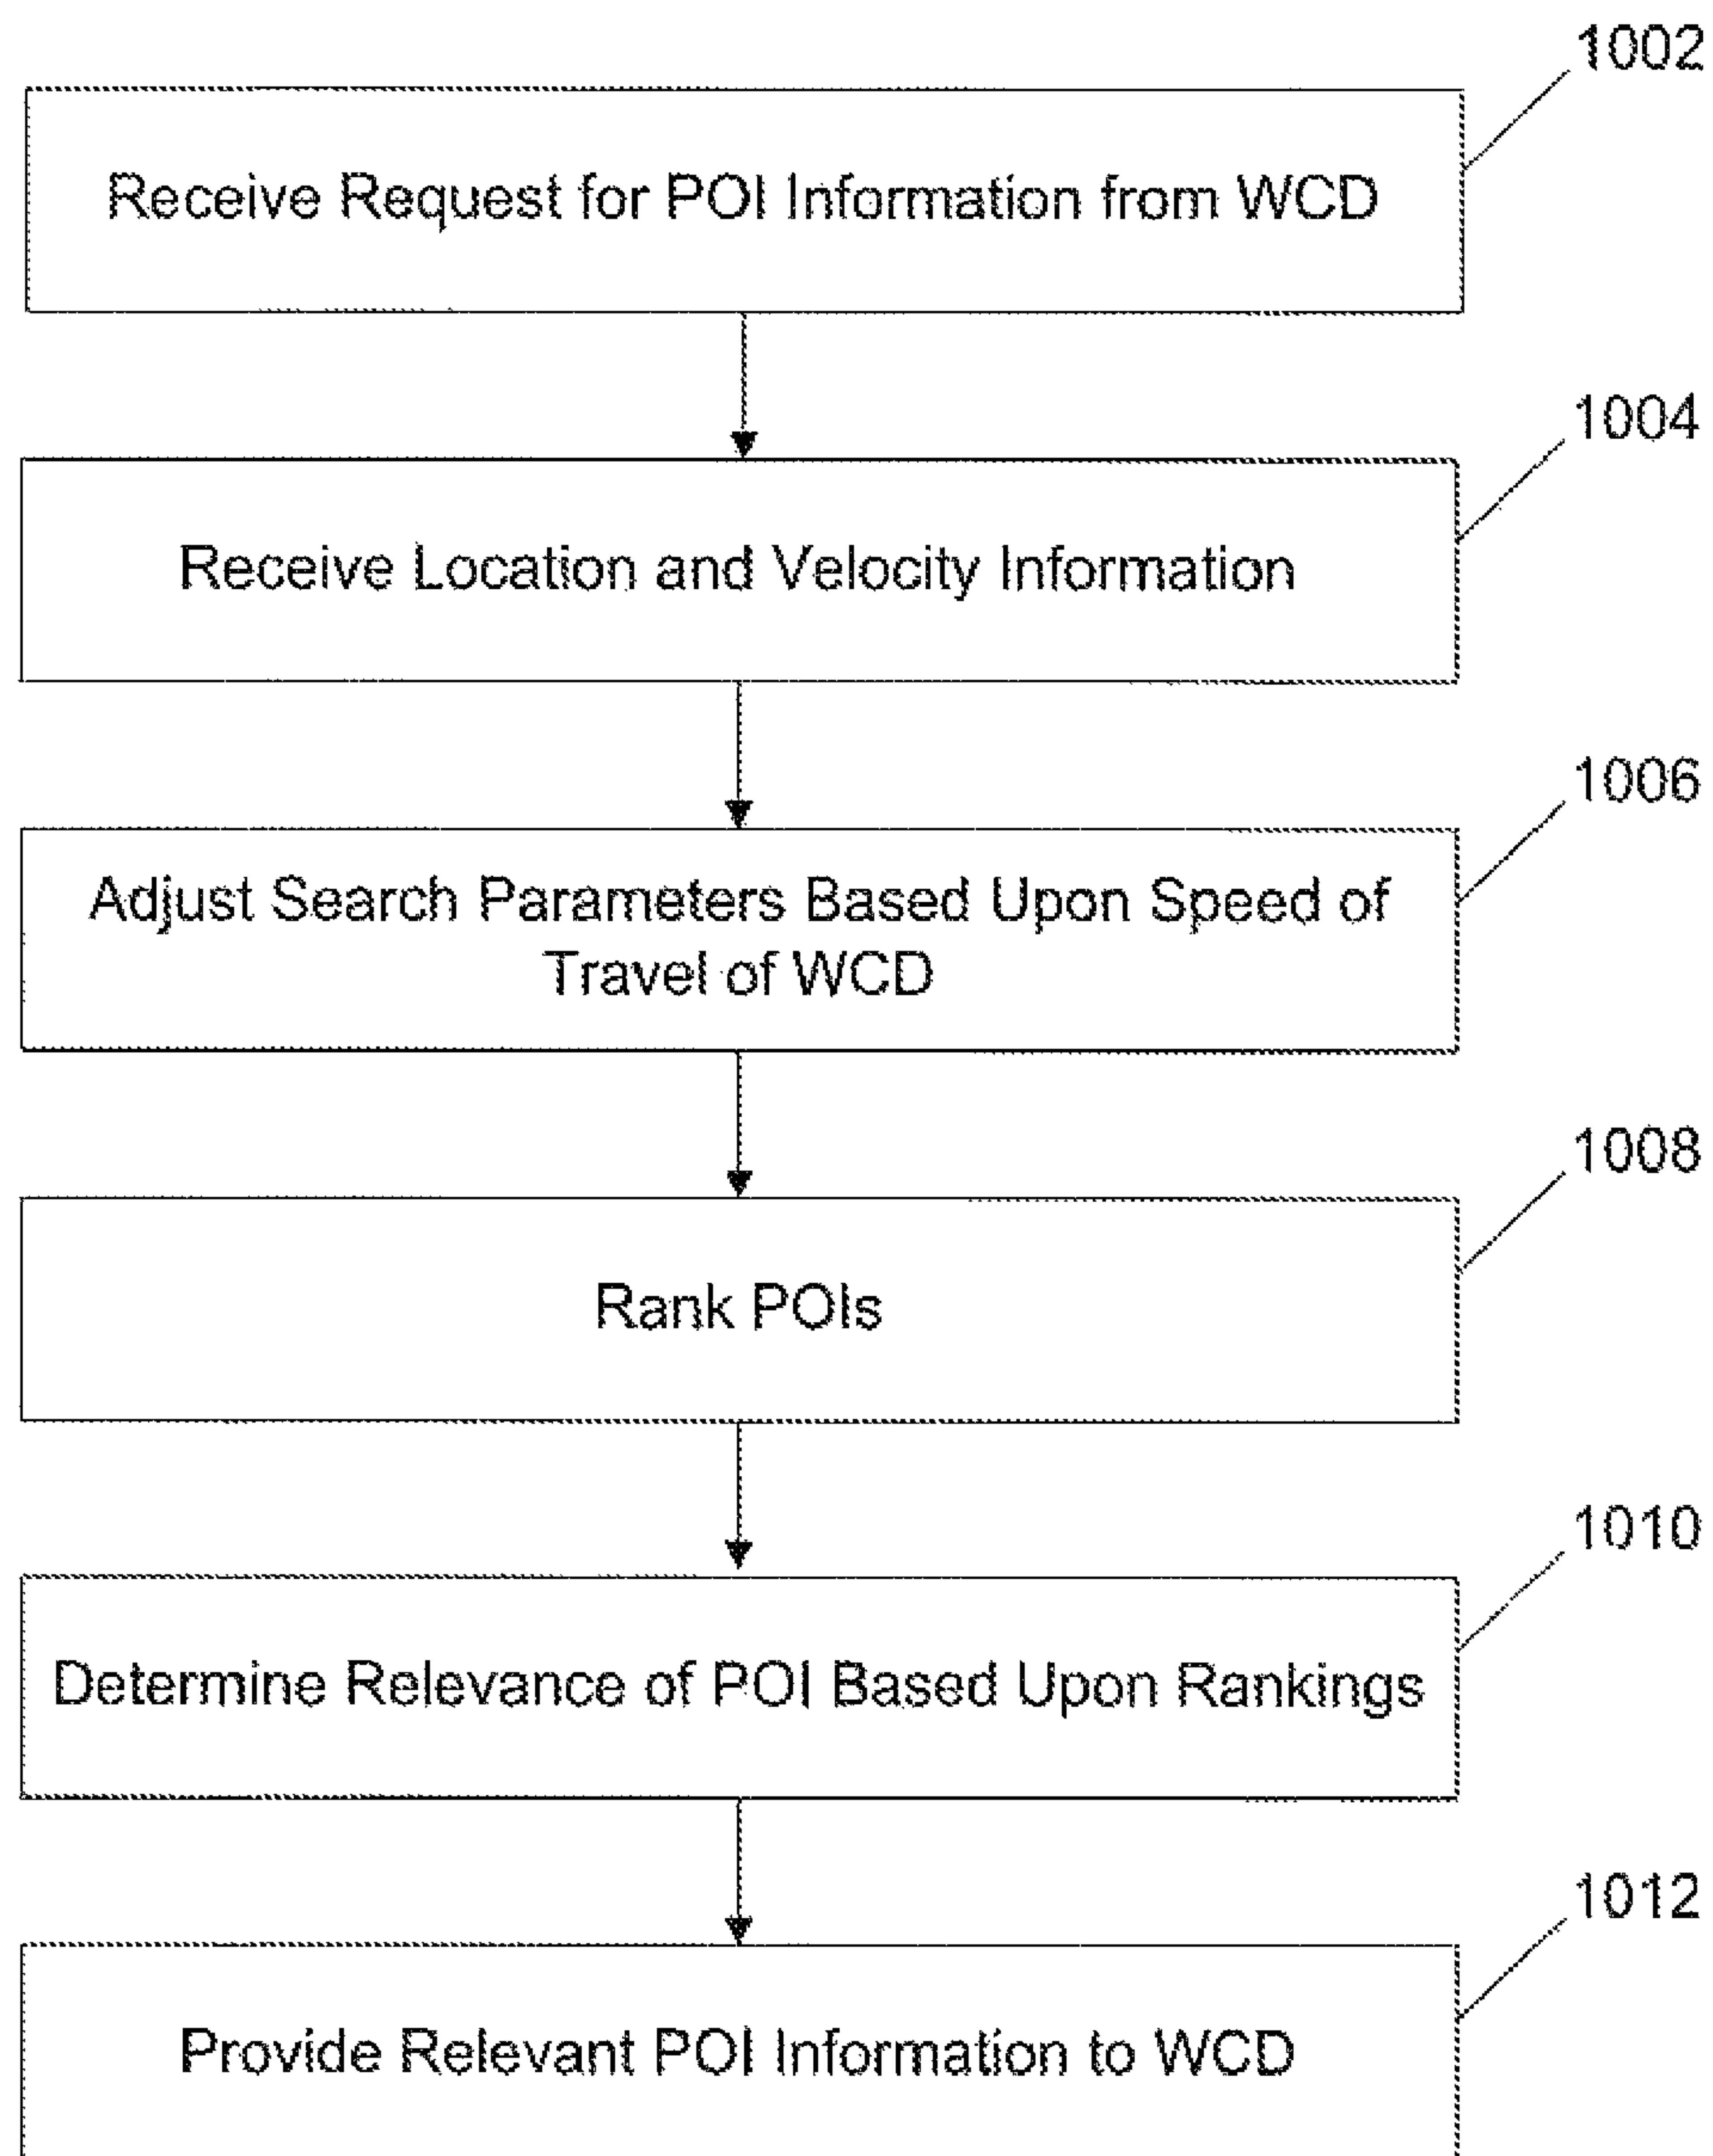 1002
Receive Request for POI Information from WCD
1004
Receive Location and Velocity Information
1006
Adjust Search Parameters Based Upon Speed of
Travel of WCD
1008
Rank POIs
1010
Determine Relevance of POI Based Upon Rankings
1012
Provide Relevant POI Information to WCD